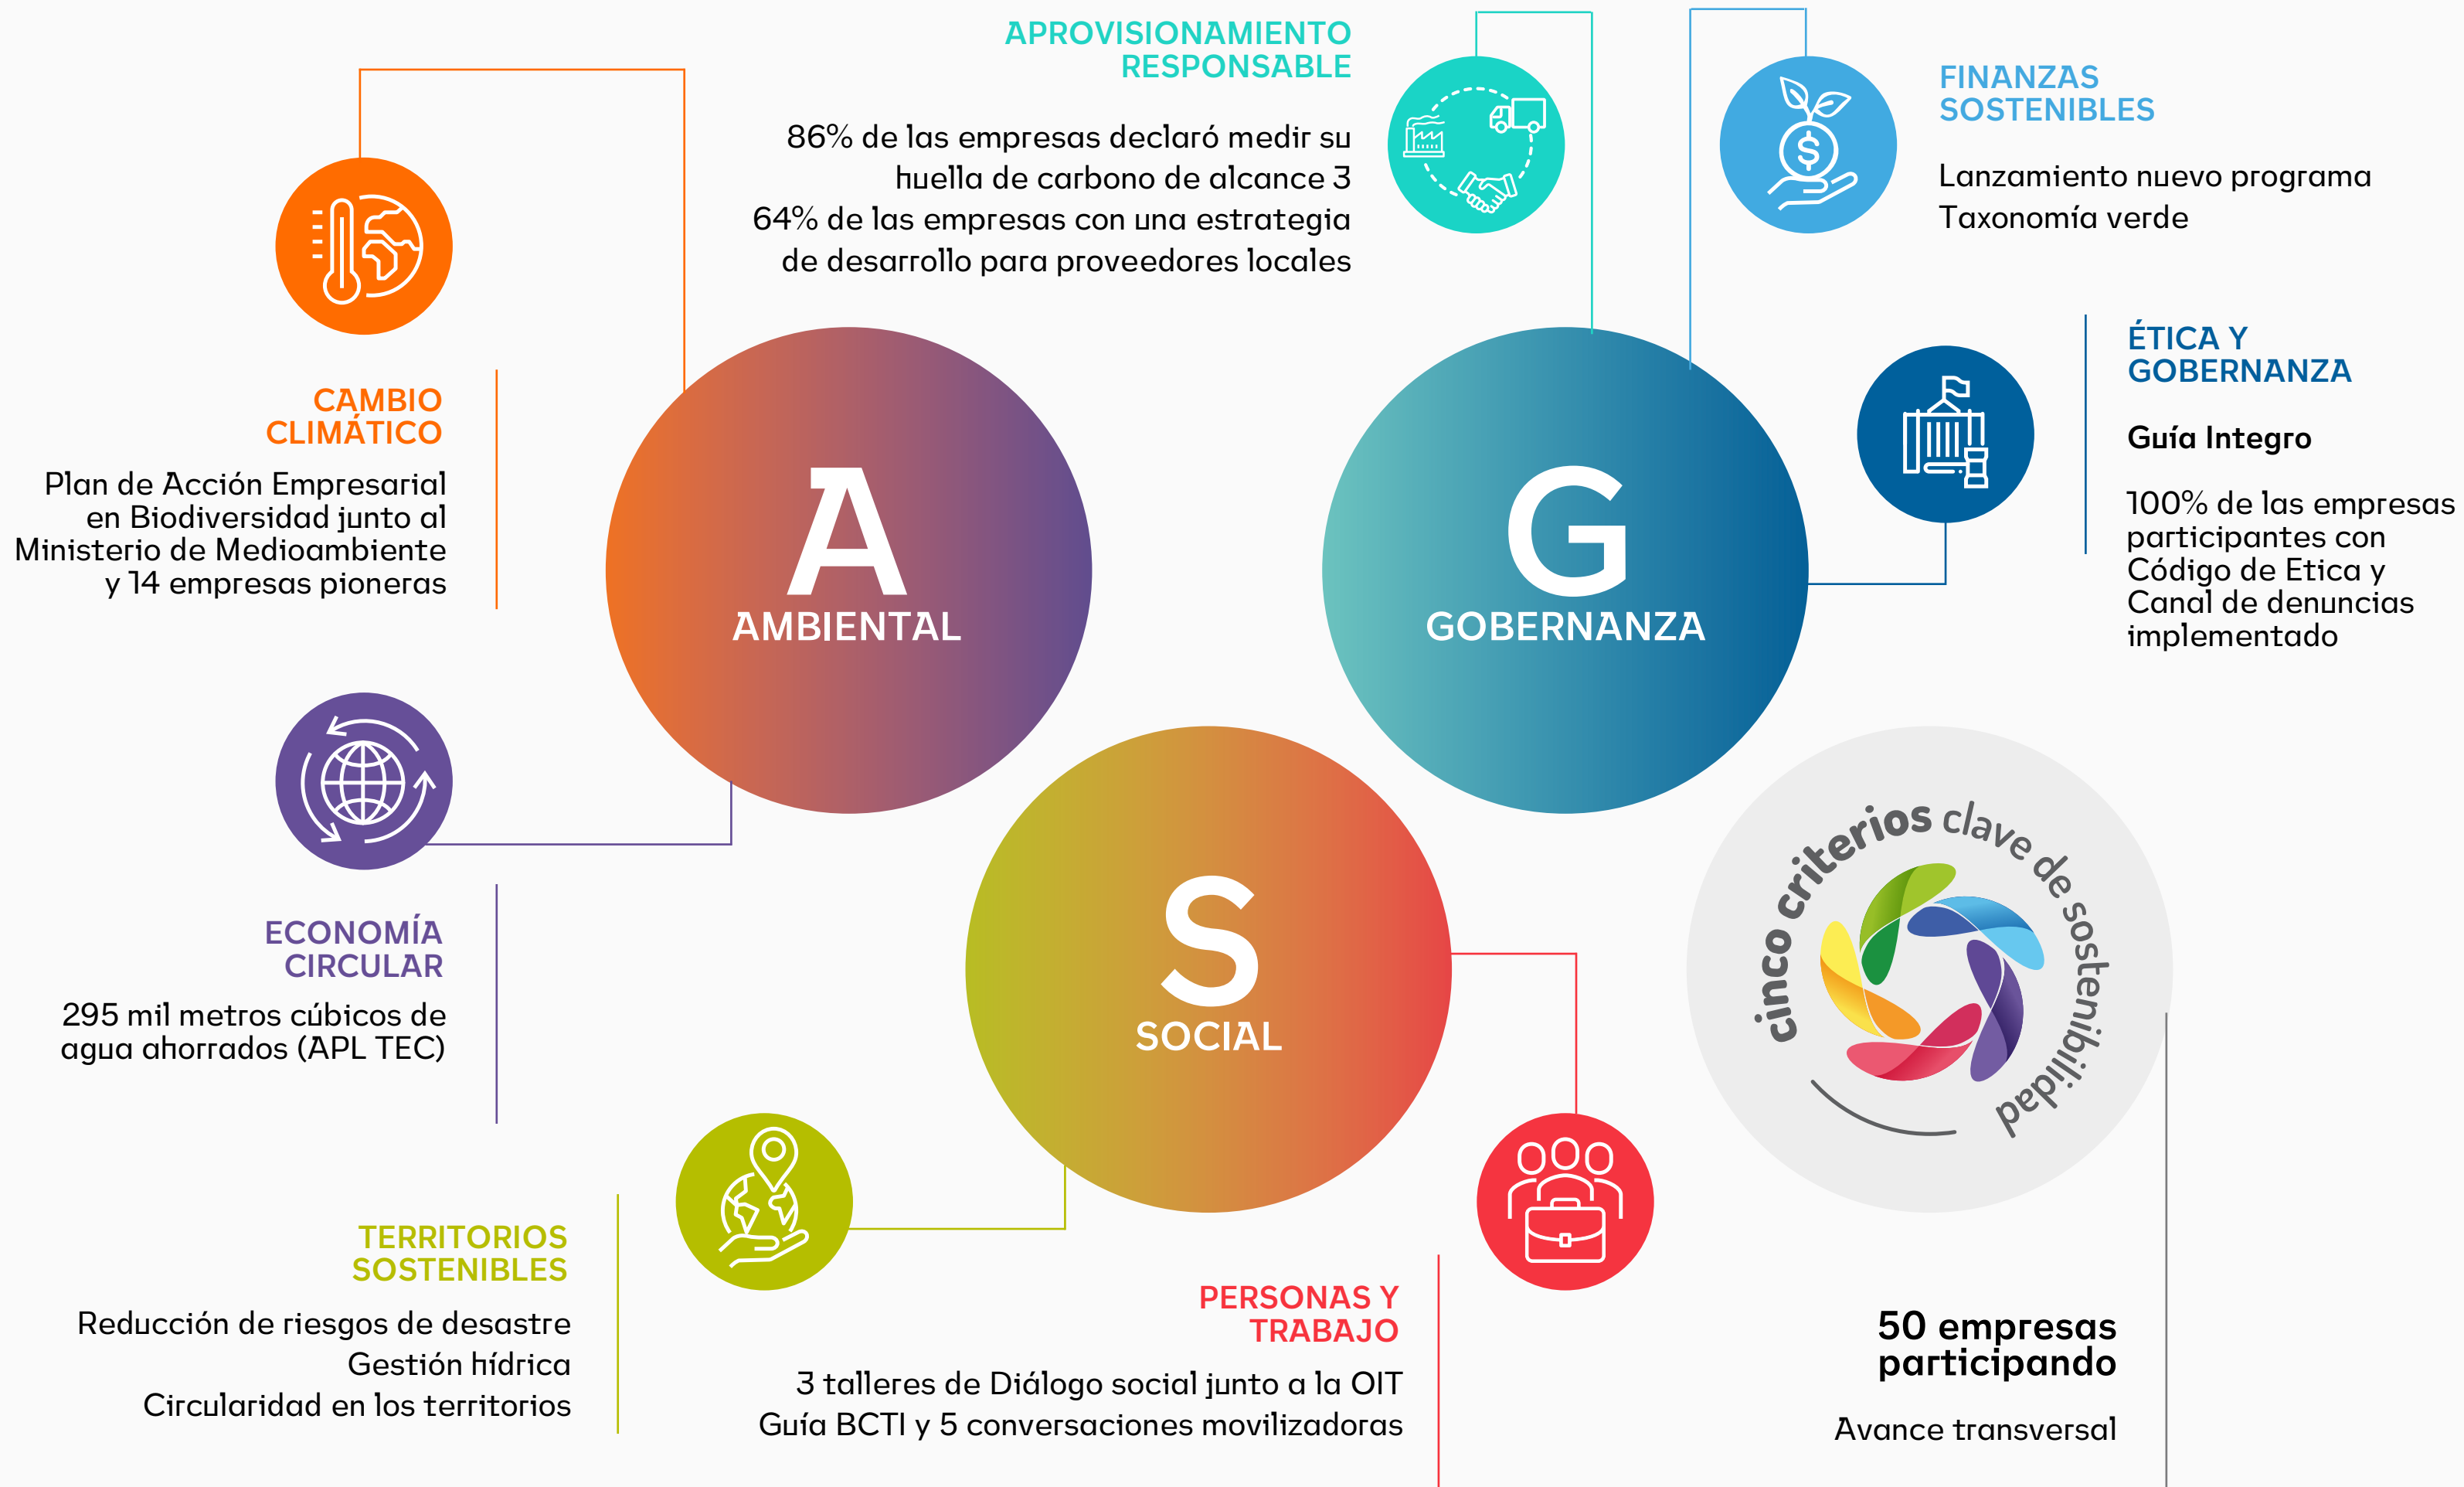 APROVISIONAMIENTO
RESPONSABLE
86% de las empresas declaró medir su
huella de carbono de alcance 3
64% de las empresas con una estrategia
de desarrollo para proveedores locales
FINANZAS
SOSTENIBLES
Lanzamiento nuevo programa
Taxonomía verde
CAMBIO
CLIMÁTICO
Plan de Acción Empresarial
en Biodiversidad junto al
Ministerio de Medioambiente
y 14 empresas pioneras
A
AMBIENTAL
G
GOBERNANZA
ÉTICA Y
GOBERNANZA
Guía Integro
100% de las empresas
participantes con
Código de Etica y
Canal de denuncias
implementado
ECONOMÍA
CIRCULAR
295 mil metros cúbicos de
agua ahorrados (APL TEC)
S
SOCIAL
cinco criterios clave de sostenibilidad
TERRITORIOS
SOSTENIBLES
Reducción de riesgos de desastre
Gestión hídrica
Circularidad en los territorios
PERSONAS Y
TRABAJO
3 talleres de Diálogo social junto a la OIT
Guía BCTI y 5 conversaciones movilizadoras
50 empresas
participando
Avance transversal
$